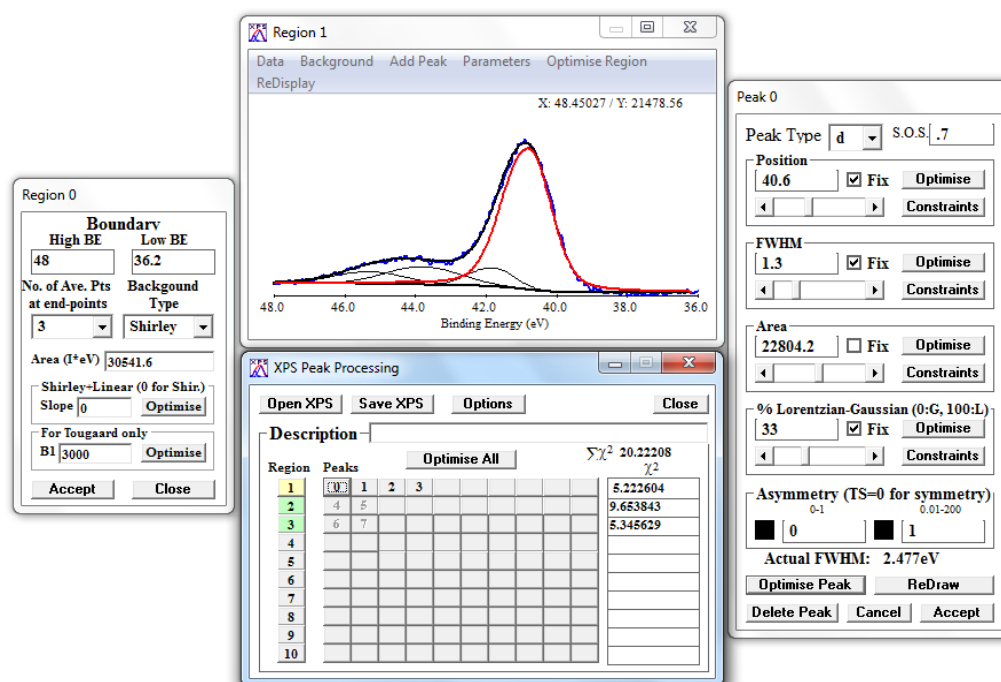 Region 0
Boundary
High BE Low BE
48 36.2
No. of Ave. Pts at end-points
Backgound Type
3 Shirley
Area (I*eV) 30541.6
Shirley+Linear (0 for Shir.)
Slope 0 Optimise
For Tougaard only
B1 3000 Optimise
Accept Close
XPS
Region 1
Data Background Add Peak Parameters Optimise Region
ReDisplay
X: 48.45027 / Y: 21478.56
48.0 46.0 44.0 42.0 40.0 38.0 36.0
Binding Energy (eV)
XPS
XPS Peak Processing
Open XPS Save XPS Options Close
Description
Optimise All
∑χ² 20.22208
Region Peaks χ²
1 0 1 2 3 5.222604
2 4 5 9.653843
3 6 7 5.345629
4
5
6
7
8
9
10
Peak 0
Peak Type d S.O.S. .7
Position
40.6 Fix Optimise
Constraints
FWHM
1.3 Fix Optimise
Constraints
Area
22804.2 Fix Optimise
Constraints
% Lorentzian-Gaussian (0:G, 100:L)
33 Fix Optimise
Constraints
Asymmetry (TS=0 for symmetry)
0-1 0.01-200
0 1
Actual FWHM: 2.477eV
Optimise Peak ReDraw
Delete Peak Cancel Accept